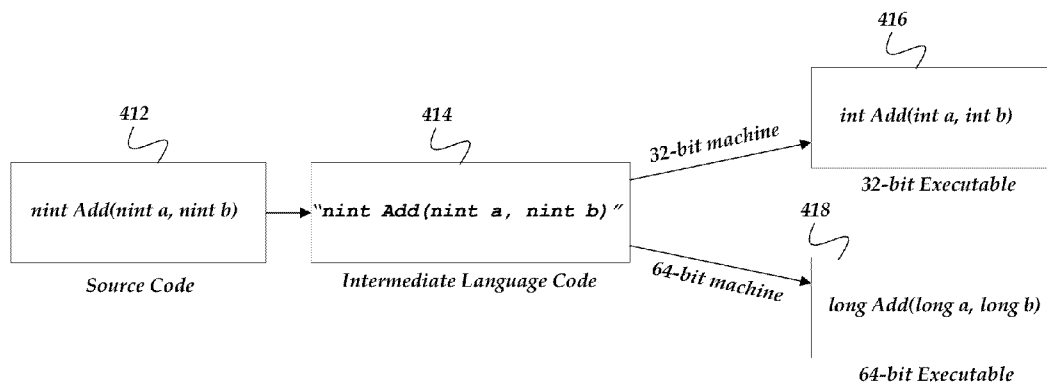 416
412
414
int Add(int a, int b)
32-bit machine
32-bit Executable
nint Add(nint a, nint b)
"nint Add(nint a, nint b)"
418
Source Code
Intermediate Language Code
64-bit machine
long Add(long a, long b)
64-bit Executable